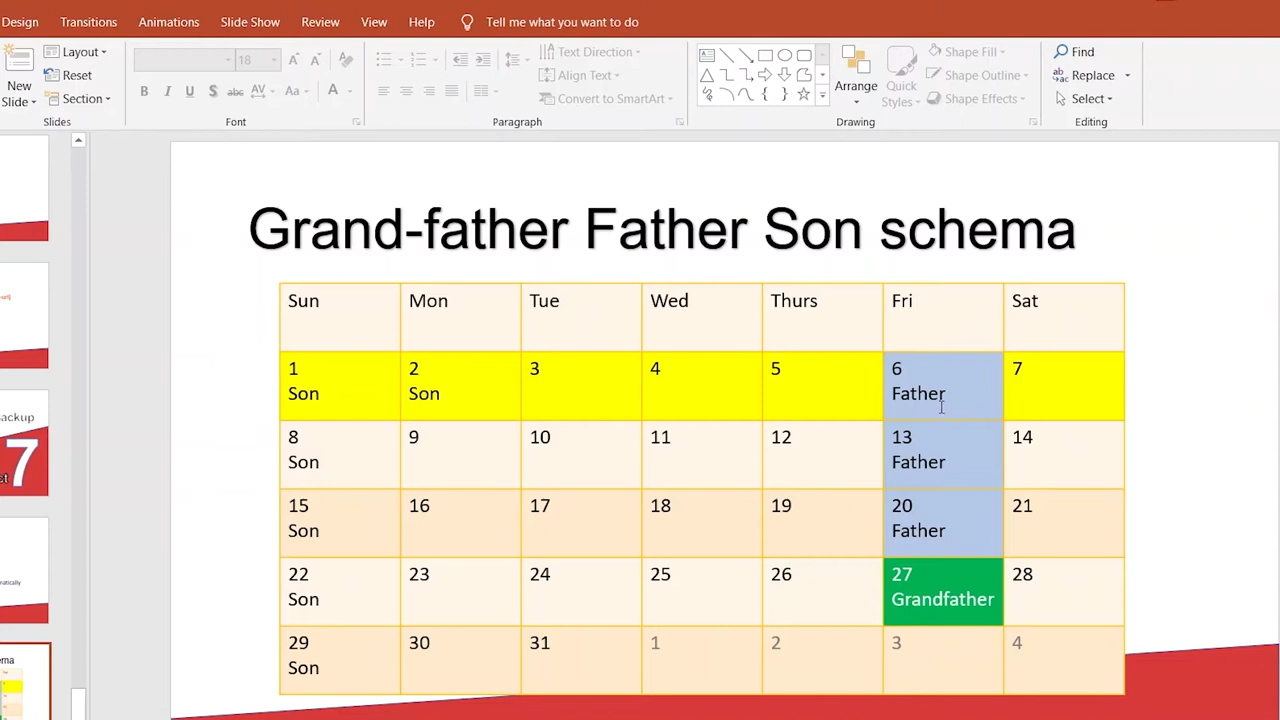 Design Transitions Animations Slide Show Review View Help Tell me what you want to do
New Slide
Layout
Reset
Section
Slides
18
B I U S abc AV Aa A
Font
Text Direction
Align Text
Convert to SmartArt
Paragraph
Arrange
Quick Styles
Shape Fill
Shape Outline
Shape Effects
Drawing
Find
Replace
Select
Editing
Backup
7
Grand-father Father Son schema
Sun Mon Tue Wed Thurs Fri Sat
1 2 3 4 5 6 7
Son Son Father
8 9 10 11 12 13 14
Son Father
15 16 17 18 19 20 21
Son Father
22 23 24 25 26 27 28
Son Grandfather
29 30 31 1 2 3 4
Son